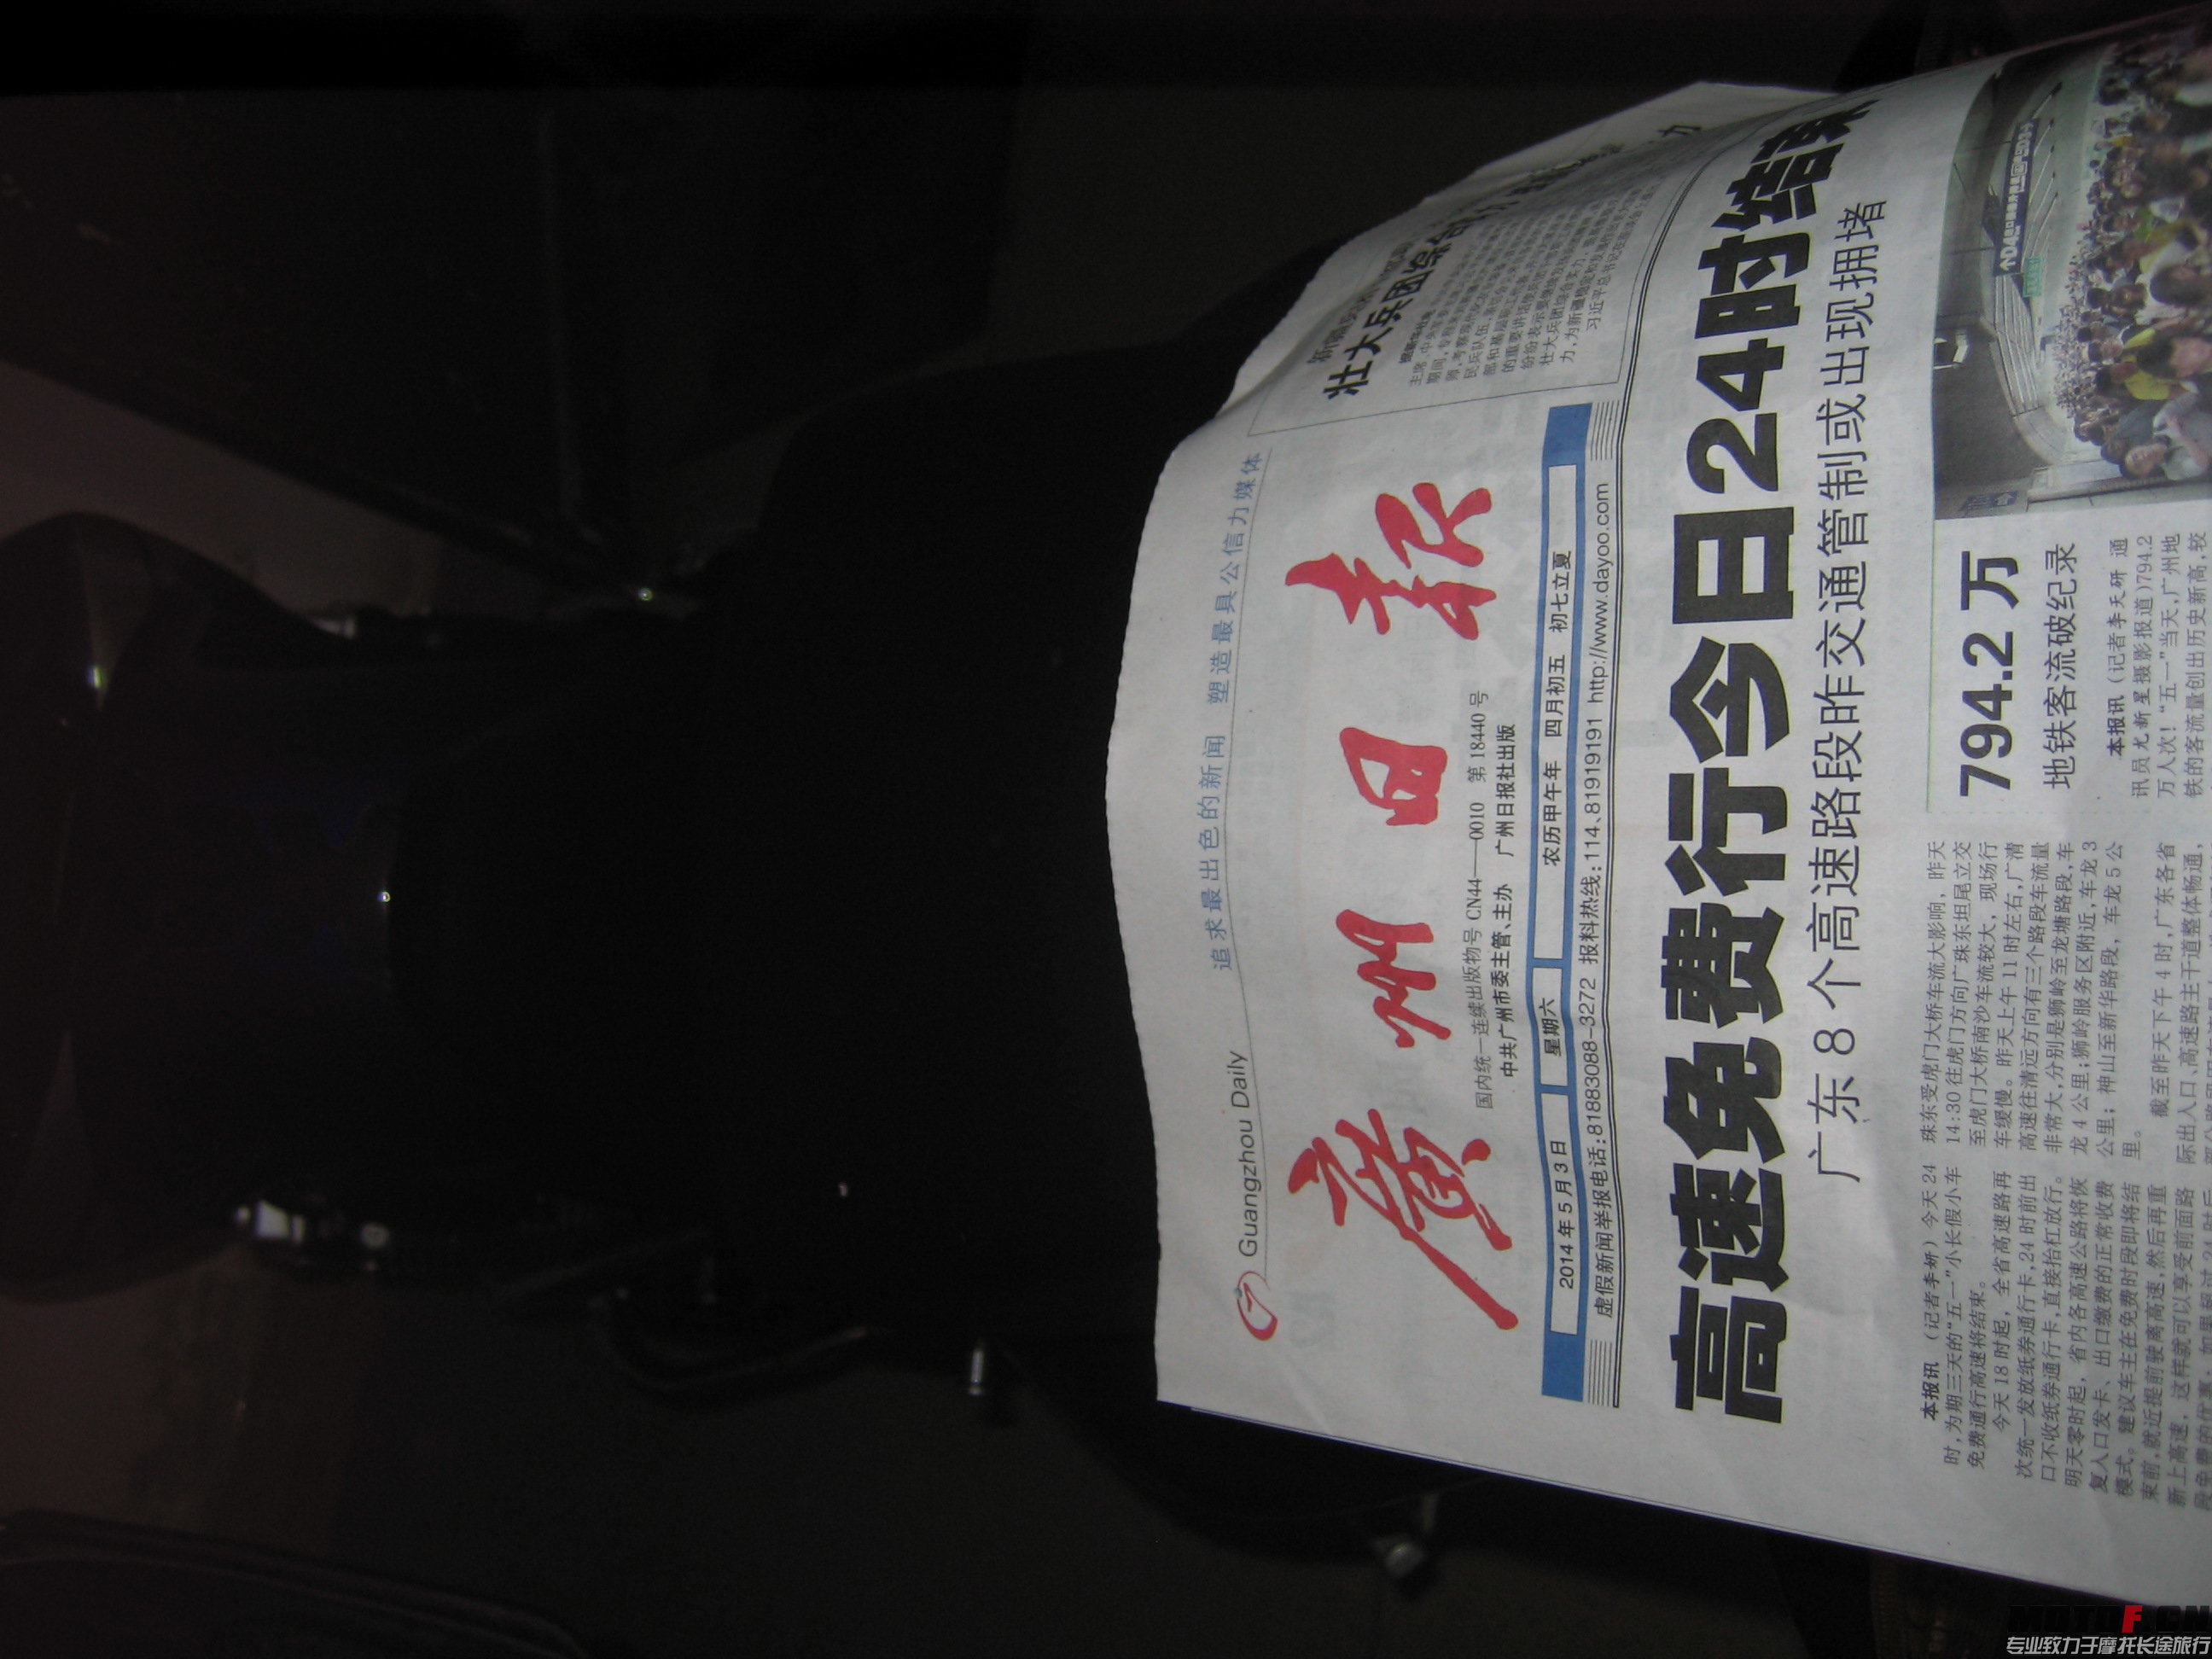 追求最出色的新闻 塑造最具公信力媒体
Guangzhou Daily
廣州日報
国内统一连续出版物号 CN44——0010 第 18440 号
中共广州市委主管、主办 广州日报社出版
2014年5月3日 星期六 农历甲午年 四月初五 初七立夏
虚假新闻举报电话:81883088-3272 报料热线:114、81919191 http://www.dayoo.com
壮大兵团综合
力,为新疆稳定和发展
习近平总书记在
高速免费行今日24时结束
广东8个高速路段昨交通管制或出现拥堵
本报讯 (记者李妍) 今天 24
时,为期三天的“五一”小长假小车
免费通行高速将结束。
今天 18 时起, 全省高速路再
次统一发放纸券通行卡,24 时前出
口不收纸券通行卡,直接抬杠放行。
明天零时起, 省内各高速公路将恢
复入口发卡、出口缴费的正常收费
模式。建议车主在免费时段即将结
束前,就近提前驶离高速,然后再重
新上高速, 这样就可以享受前面路
珠东受虎门大桥车流大影响, 昨天
14:30 往虎门方向广珠东坦尾立交
至虎门大桥南沙车流较大, 现场行
车缓慢。昨天上午 11 时左右,广清
高速往清远方向有三个路段车流量
非常大,分别是狮岭至龙塘路段,车
龙 4 公里;狮岭服务区附近,车龙 3
公里; 神山至新华路段, 车龙 5 公
里。
截至昨天下午 4 时,广东各省
际出入口、高速路主干道整体畅通,
794.2 万
地铁客流破纪录
本报讯 (记者李天研 通
讯员尤新星摄影报道)794.2
万人次! “五一”当天,广州地
铁的客流量创出历史新高,较
专业致力于摩托长途旅行